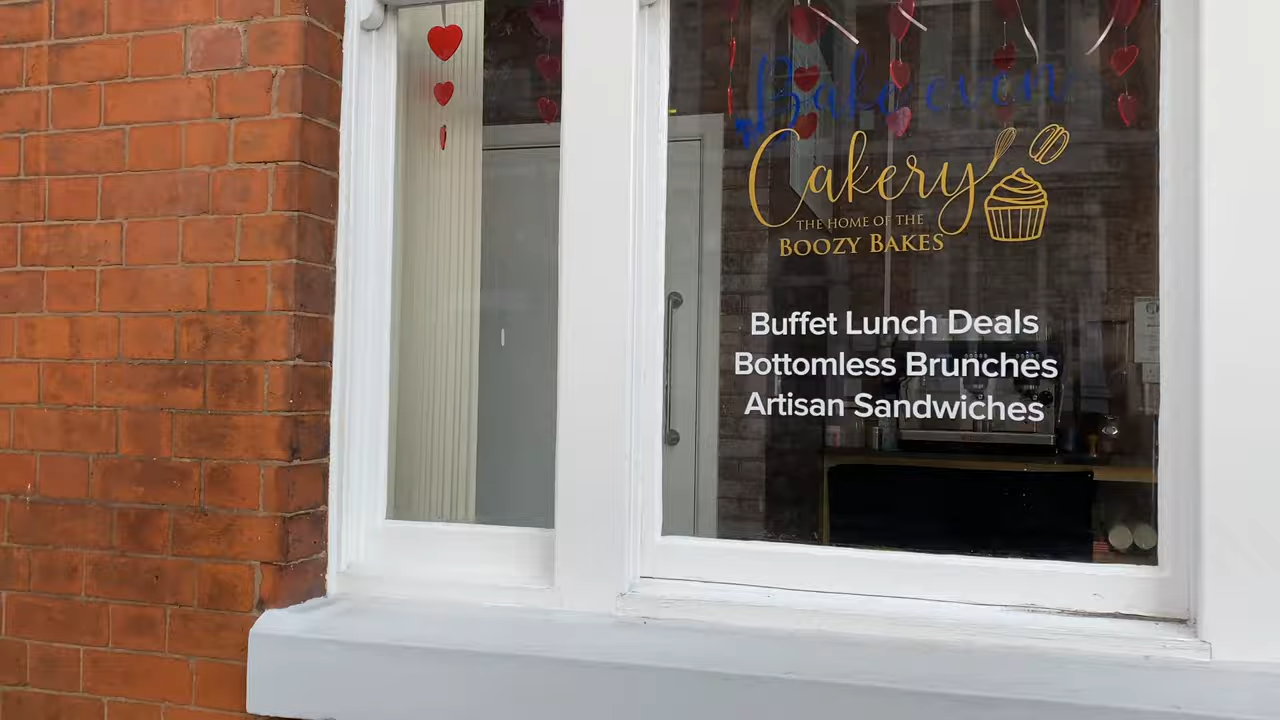 Cakery
THE HOME OF THE
BOOZY BAKES
Buffet Lunch Deals
Bottomless Brunches
Artisan Sandwiches